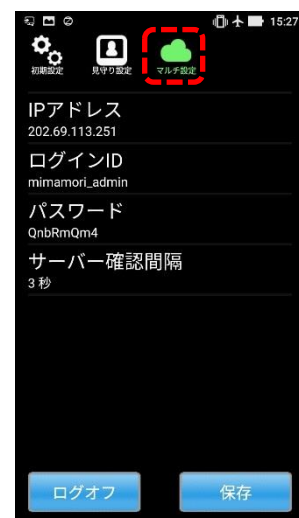 15:27
初期設定 見守り設定 マルチ設定
IPアドレス
202.69.113.251
ログインID
mimamori_admin
パスワード
QnbRmQm4
サーバー確認間隔
3 秒
ログオフ 保存